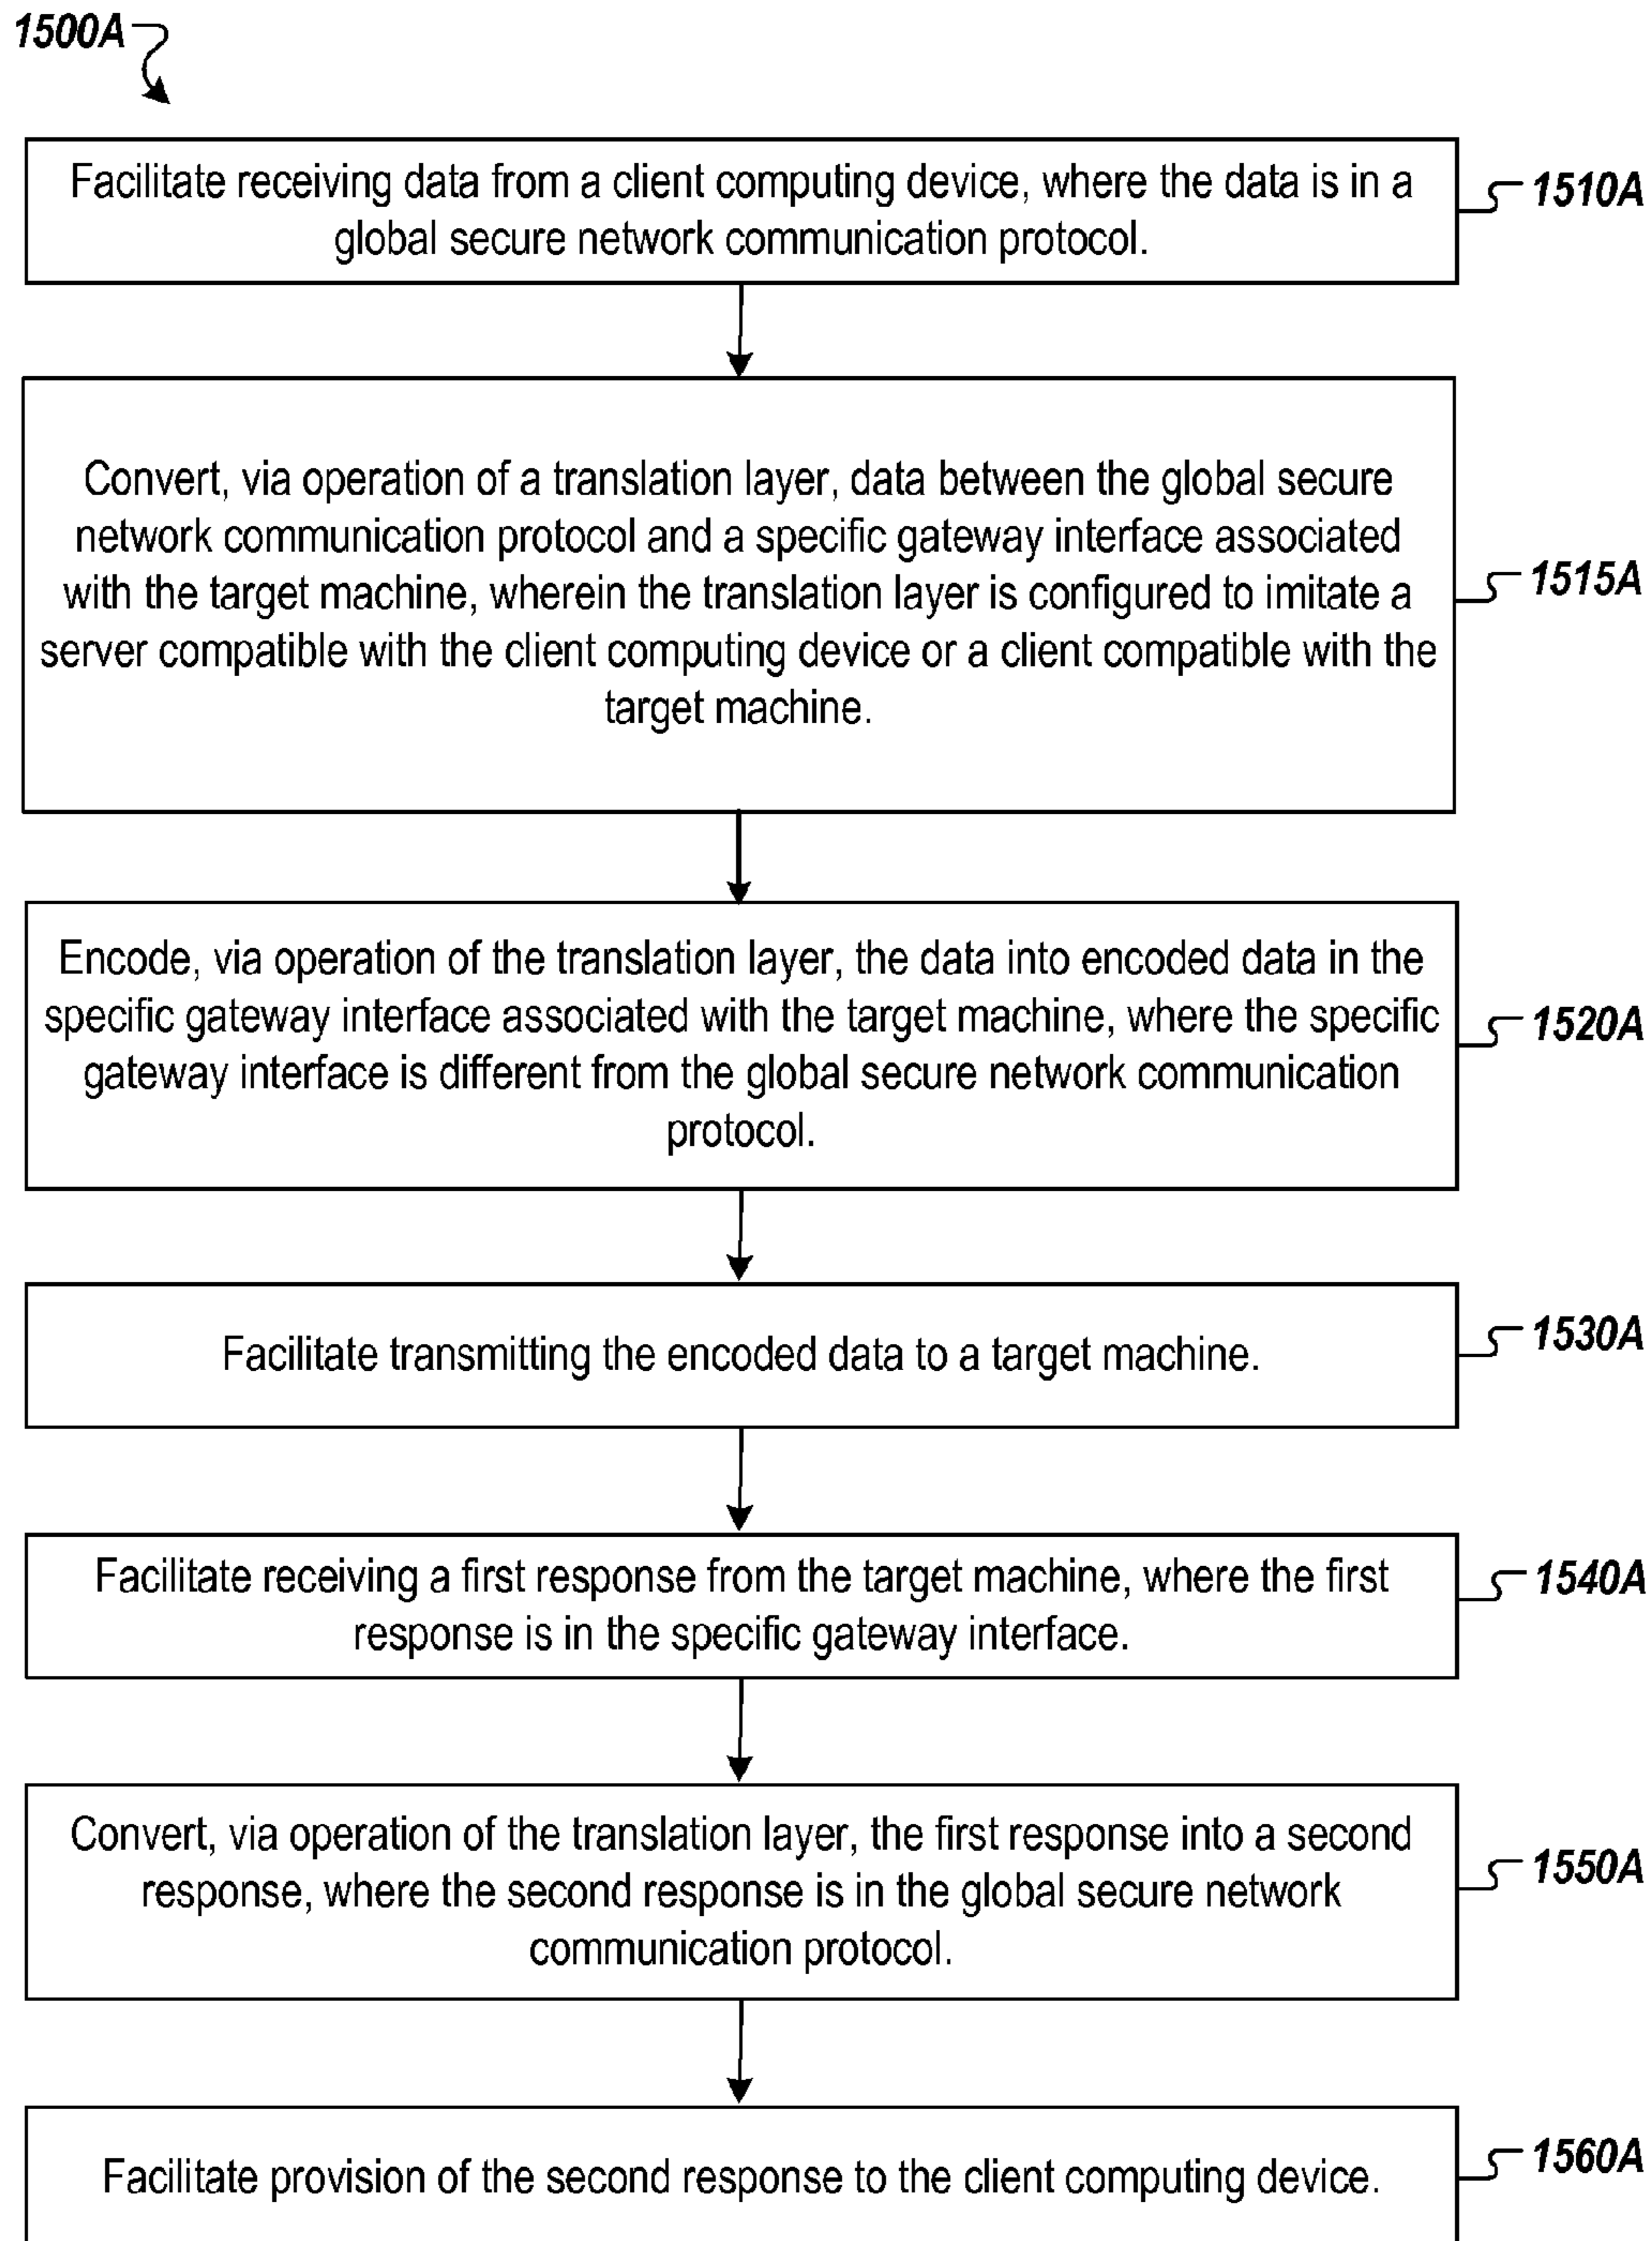 1500A
Facilitate receiving data from a client computing device, where the data is in a
global secure network communication protocol.
1510A
Convert, via operation of a translation layer, data between the global secure
network communication protocol and a specific gateway interface associated
with the target machine, wherein the translation layer is configured to imitate a
server compatible with the client computing device or a client compatible with the
target machine.
1515A
Encode, via operation of the translation layer, the data into encoded data in the
specific gateway interface associated with the target machine, where the specific
gateway interface is different from the global secure network communication
protocol.
1520A
Facilitate transmitting the encoded data to a target machine.
1530A
Facilitate receiving a first response from the target machine, where the first
response is in the specific gateway interface.
1540A
Convert, via operation of the translation layer, the first response into a second
response, where the second response is in the global secure network
communication protocol.
1550A
Facilitate provision of the second response to the client computing device.
1560A